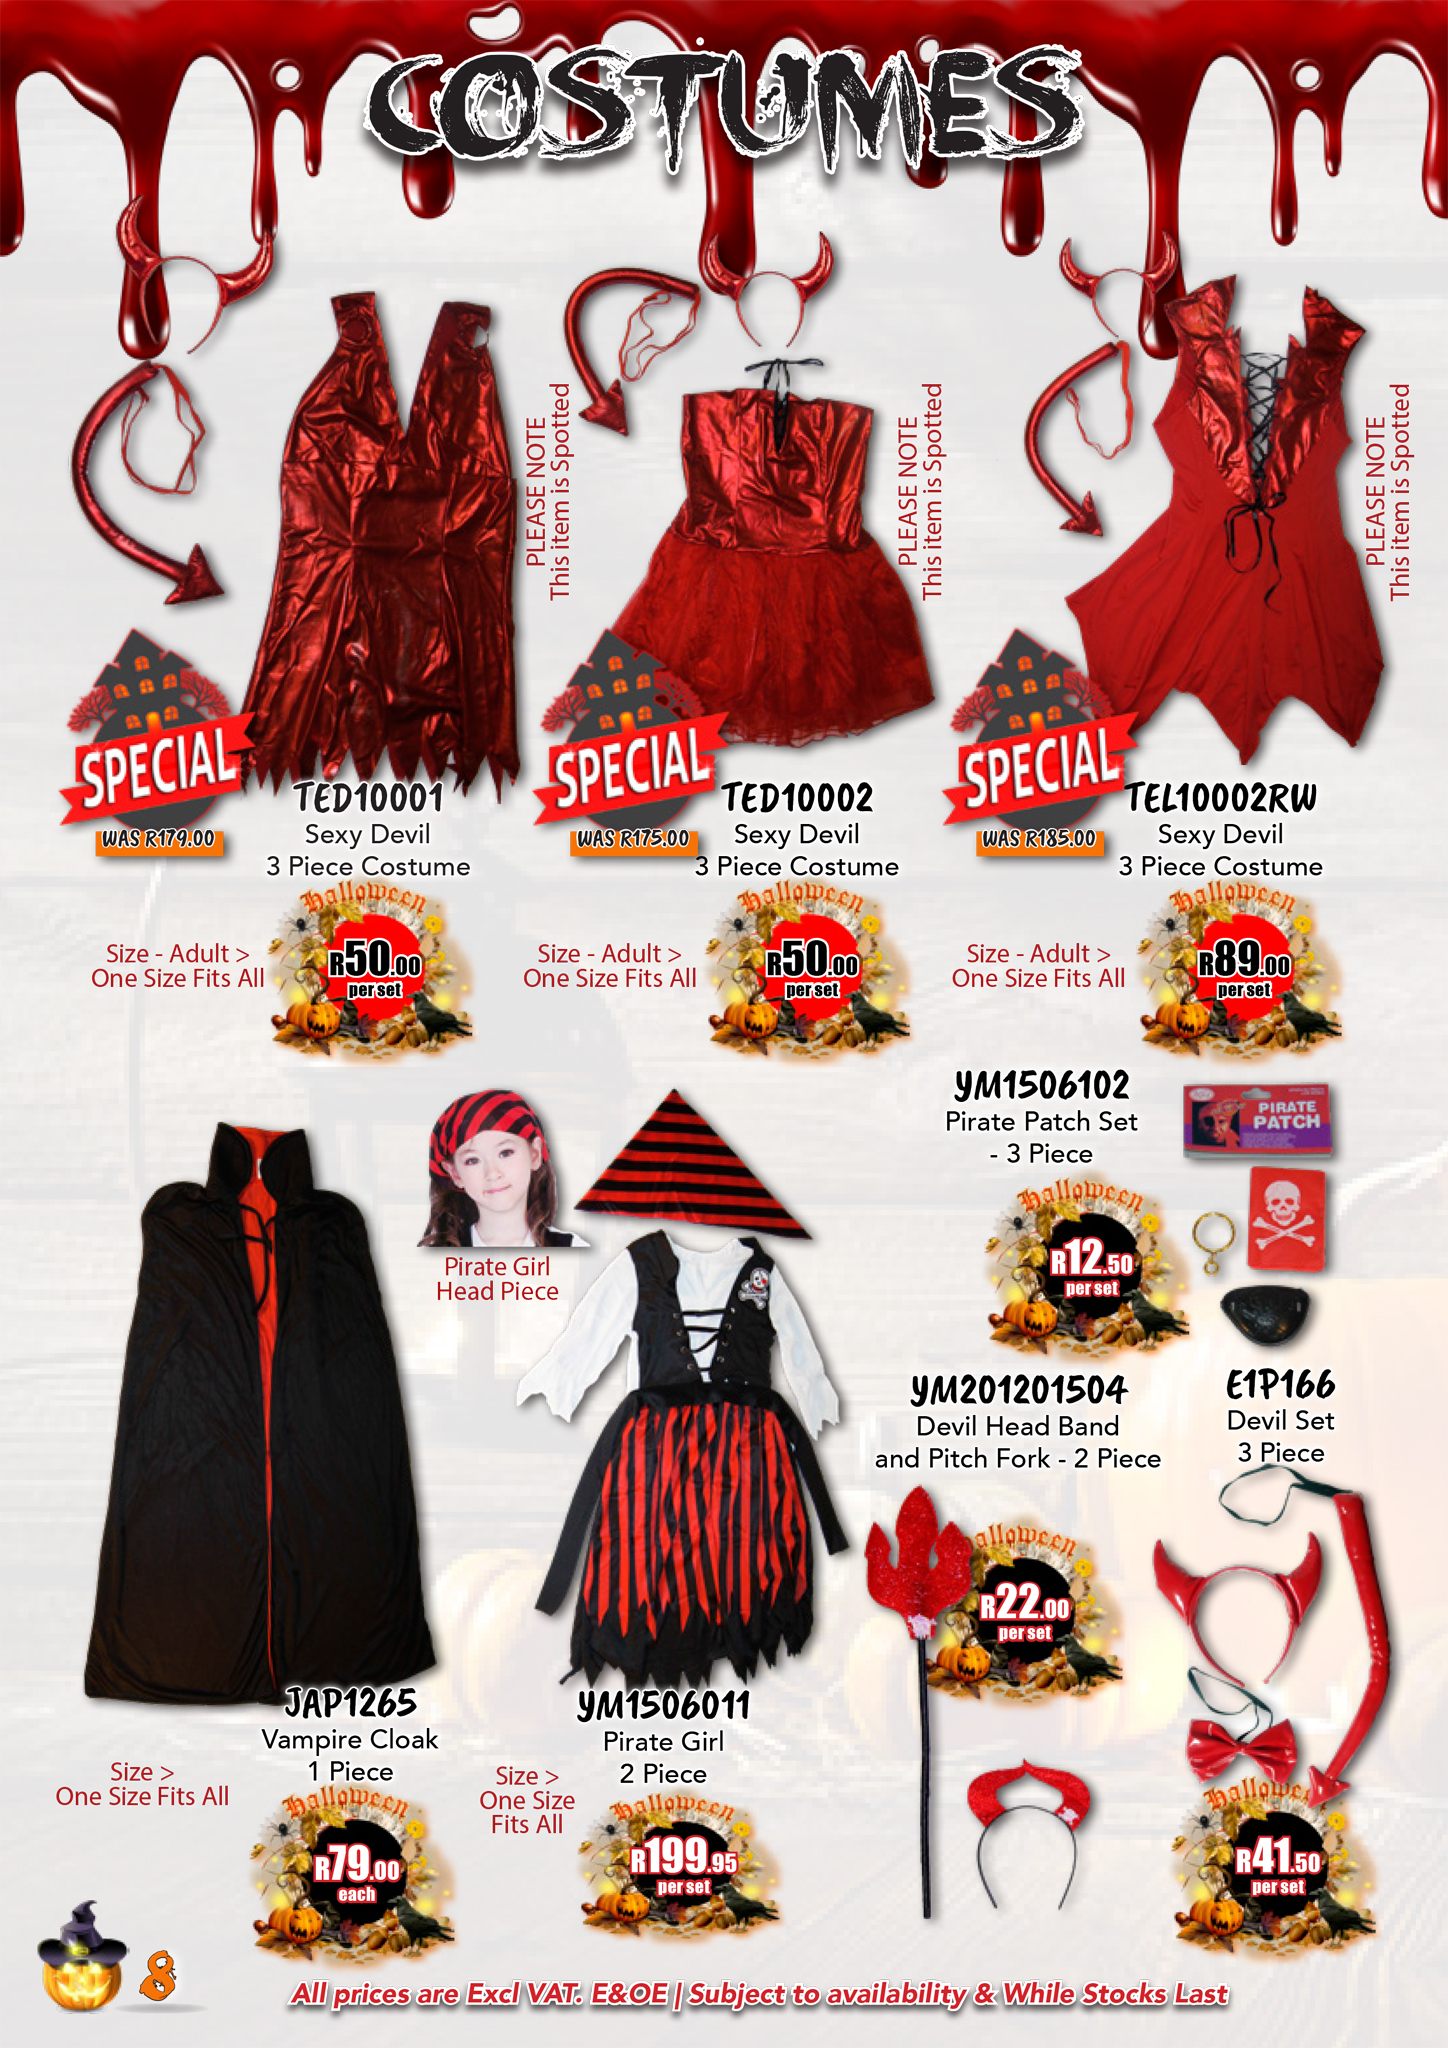 COSTUMES
PLEASE NOTE
This item is Spotted
PLEASE NOTE
This item is Spotted
PLEASE NOTE
This item is Spotted
SPECIAL
WAS R179.00
TED10001
Sexy Devil
3 Piece Costume
Size - Adult >
One Size Fits All
Halloween
R50.00
per set
SPECIAL
WAS R175.00
TED10002
Sexy Devil
3 Piece Costume
Size - Adult >
One Size Fits All
Halloween
R50.00
per set
SPECIAL
WAS R185.00
TEL10002RW
Sexy Devil
3 Piece Costume
Size - Adult >
One Size Fits All
Halloween
R89.00
per set
Pirate Girl
Head Piece
YM1506102
Pirate Patch Set
- 3 Piece
PIRATE
PATCH
Halloween
R12.50
per set
YM201201504
Devil Head Band
and Pitch Fork - 2 Piece
alloween
R22.00
per set
E1P166
Devil Set
3 Piece
Halloween
R41.50
per set
JAP1265
Vampire Cloak
1 Piece
Size >
One Size Fits All
Halloween
R79.00
each
YM1506011
Pirate Girl
2 Piece
Size >
One Size
Fits All
R199.95
per set
8
All prices are Excl VAT. E&OE | Subject to availability & While Stocks Last